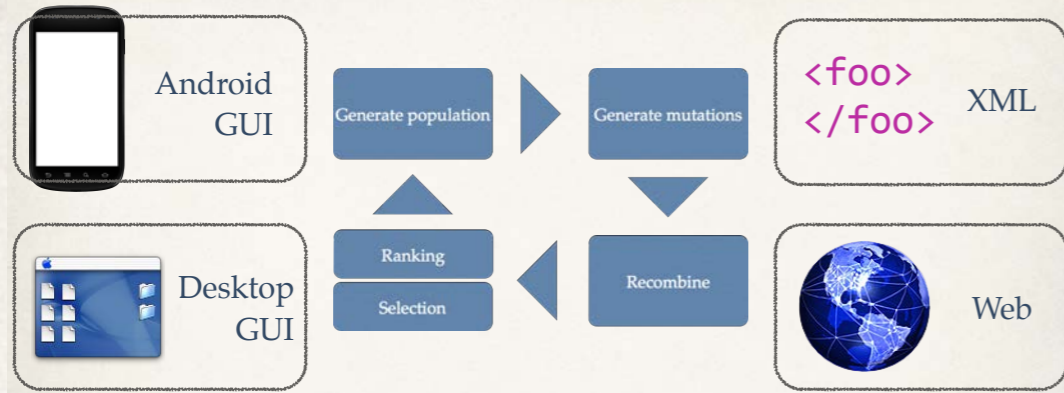 Android
GUI
Generate population
Generate mutations
<foo>
</foo>
XML
Desktop
GUI
Ranking
Selection
Recombine
Web